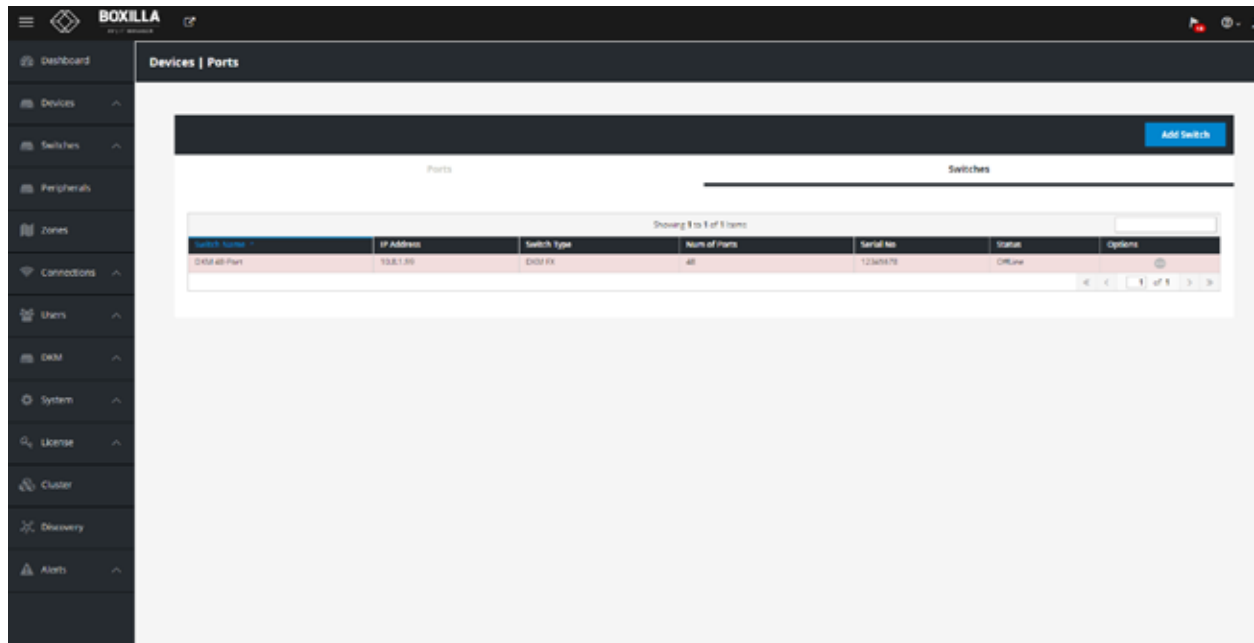 BOXILLA
Dashboard
Devices | Ports
Devices
Add Switch
Switches
Ports
Switches
Peripherals
Showing 1 to 1 of 1 items
Zones
Switch Name
IP Address
Switch Type
Num of Ports
Serial No
Status
Options
DKM 48 Port
DKM FX
48
12345678
Offline
Connections
1 of 1
Users
DKM
System
License
Cluster
Discovery
Alerts